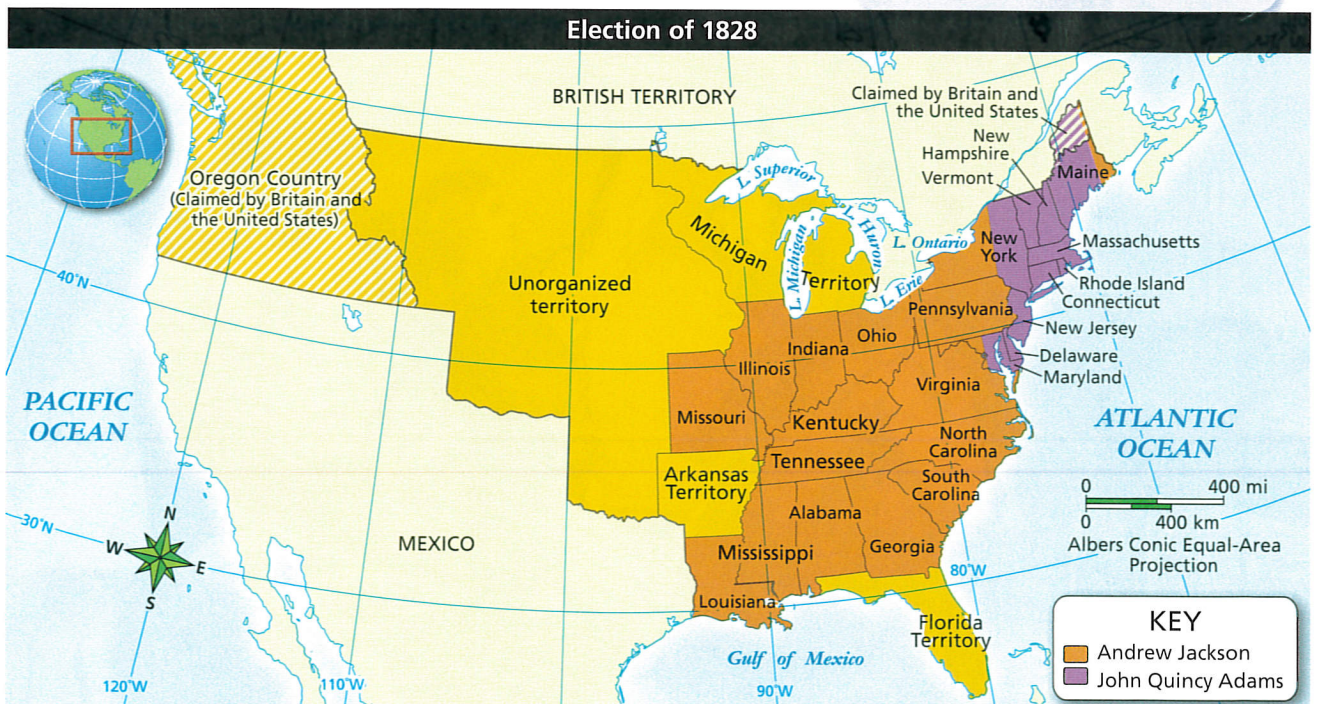 Election of 1828
BRITISH TERRITORY
Claimed by Britain and
the United States
New
Hampshire
Vermont
Maine
Oregon Country
(Claimed by Britain and
the United States)
L. Superior
Michigan
Territory
L. Michigan
L. Huron
L. Ontario
L. Erie
New
York
Massachusetts
Rhode Island
Connecticut
40°N
Unorganized
territory
Pennsylvania
New Jersey
Ohio
Indiana
Illinois
Delaware
Maryland
Virginia
PACIFIC
OCEAN
Missouri
Kentucky
ATLANTIC
OCEAN
North
Carolina
Tennessee
Arkansas
Territory
South
Carolina
0 400 mi
0 400 km
Albers Conic Equal-Area
Projection
Alabama
30°N
N
W
E
S
MEXICO
Mississippi
Georgia
80°W
Louisiana
Florida
Territory
Gulf of Mexico
120°W
110°W
90°W
KEY
Andrew Jackson
John Quincy Adams